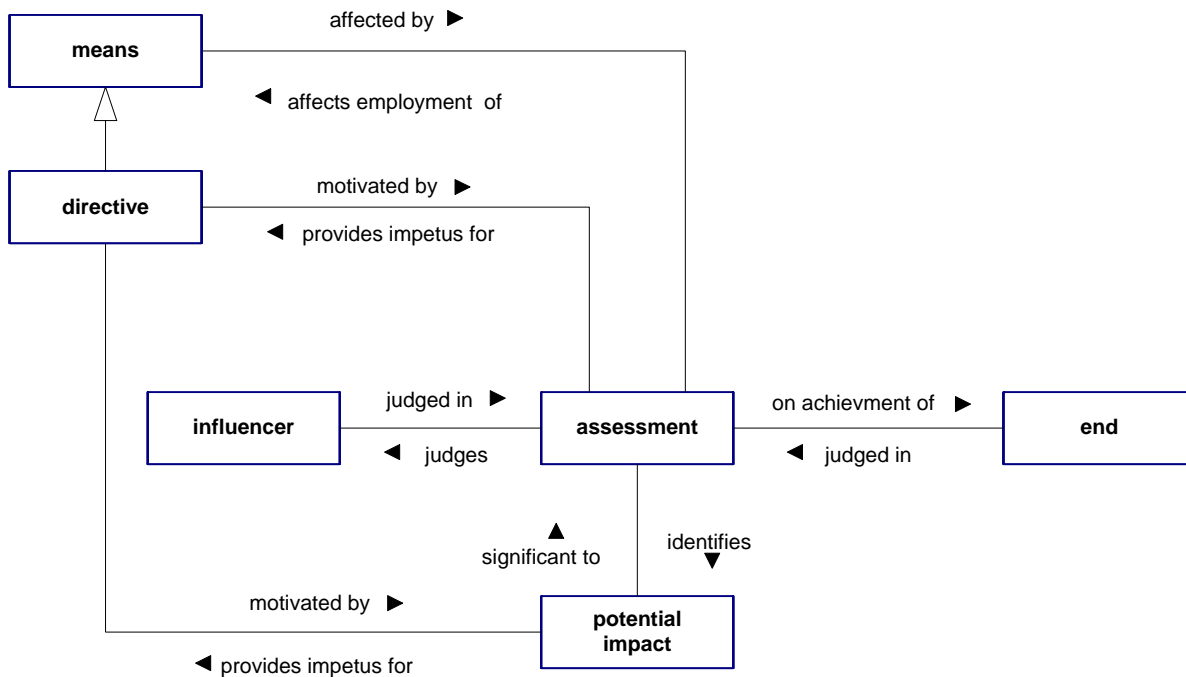 affected by
means
affects employment of
motivated by
directive
provides impetus for
judged in
on achievment of
influencer
assessment
end
judges
judged in
significant to
identifies
motivated by
potential
impact
provides impetus for